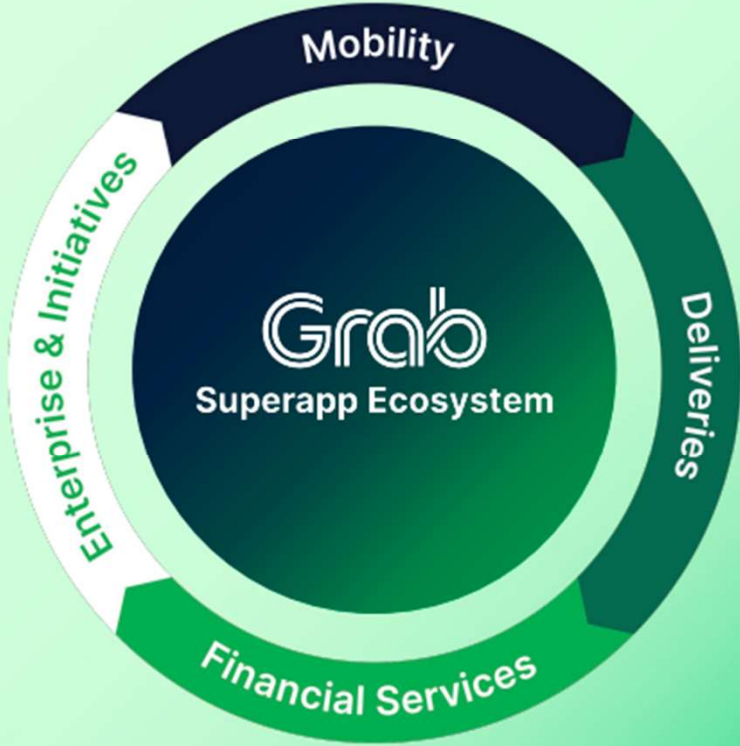 Mobility
Deliveries
Financial Services
Enterprise & Initiatives
Grab
Superapp Ecosystem